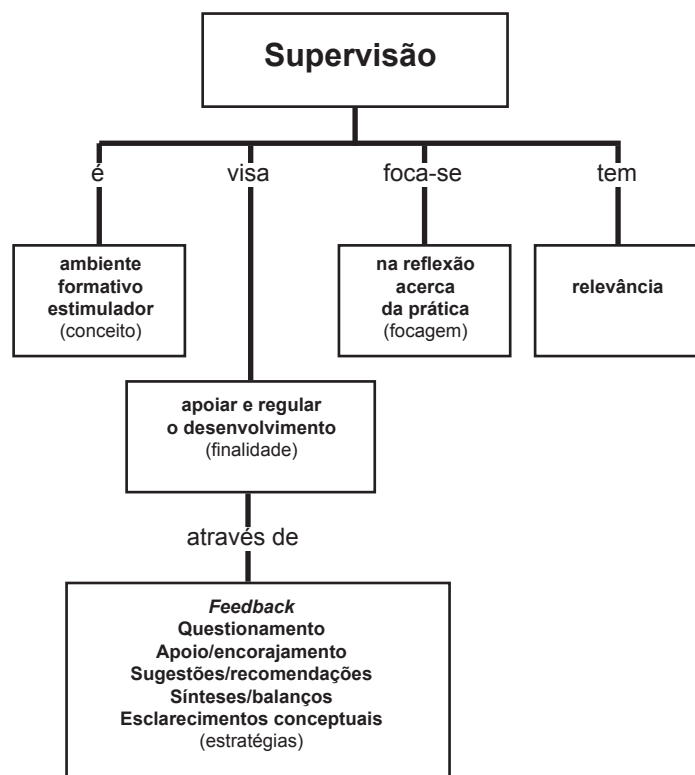 Supervisão
é
visa
foca-se
tem
ambiente
formativo
estimulador
(conceito)
na reflexão
acerca
da prática
(focagem)
relevância
apoiar e regular
o desenvolvimento
(finalidade)
através de
Feedback
Questionamento
Apoio/encorajamento
Sugestões/recomendações
Sínteses/balanços
Esclarecimentos conceptuais
(estratégias)